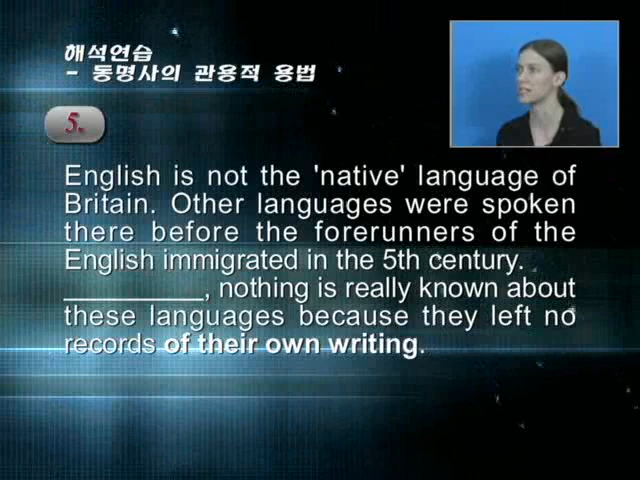 해석연습
- 동명사의 관용적 용법
5.
English is not the 'native' language of
Britain. Other languages were spoken
there before the forerunners of the
English immigrated in the 5th century.
__________, nothing is really known about
these languages because they left no
records of their own writing.